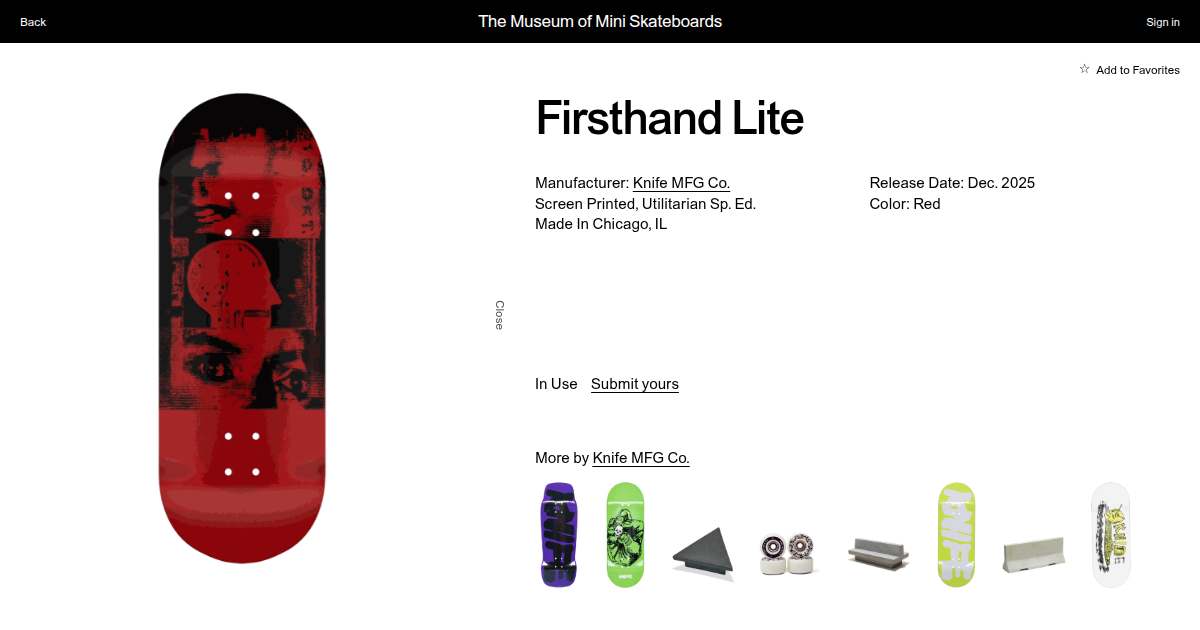 Back
The Museum of Mini Skateboards
Sign in
☆ Add to Favorites
Firsthand Lite
Manufacturer: Knife MFG Co.
Screen Printed, Utilitarian Sp. Ed.
Made In Chicago, IL
Release Date: Dec. 2025
Color: Red
Close
In Use Submit yours
More by Knife MFG Co.